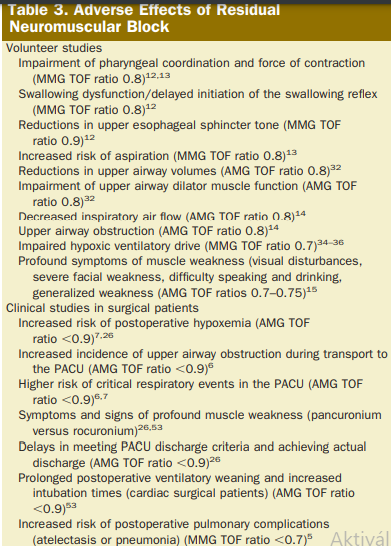 Table 3. Adverse Effects of Residual
Neuromuscular Block
Volunteer studies
Impairment of pharyngeal coordination and force of contraction
(MMG TOF ratio 0.8)12,13
Swallowing dysfunction/delayed initiation of the swallowing reflex
(MMG TOF ratio 0.8)12
Reductions in upper esophageal sphincter tone (MMG TOF
ratio 0.9)12
Increased risk of aspiration (MMG TOF ratio 0.8)13
Reductions in upper airway volumes (AMG TOF ratio 0.8)32
Impairment of upper airway dilator muscle function (AMG TOF
ratio 0.8)32
Decreased inspiratory air flow (AMG TOF ratio 0.8)14
Upper airway obstruction (AMG TOF ratio 0.8)14
Impaired hypoxic ventilatory drive (MMG TOF ratio 0.7)34–36
Profound symptoms of muscle weakness (visual disturbances,
severe facial weakness, difficulty speaking and drinking,
generalized weakness (AMG TOF ratios 0.7–0.75)15
Clinical studies in surgical patients
Increased risk of postoperative hypoxemia (AMG TOF
ratio <0.9)7,26
Increased incidence of upper airway obstruction during transport to
the PACU (AMG TOF ratio <0.9)6
Higher risk of critical respiratory events in the PACU (AMG TOF
ratio <0.9)6,7
Symptoms and signs of profound muscle weakness (pancuronium
versus rocuronium)26,53
Delays in meeting PACU discharge criteria and achieving actual
discharge (AMG TOF ratio <0.9)26
Prolonged postoperative ventilatory weaning and increased
intubation times (cardiac surgical patients) (AMG TOF ratio
<0.9)53
Increased risk of postoperative pulmonary complications
(atelectasis or pneumonia) (MMG TOF ratio <0.7)5
Aktivál